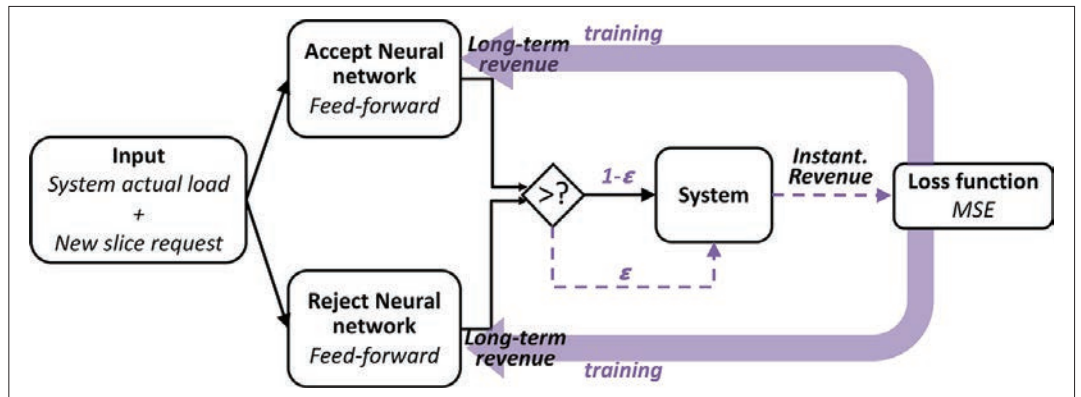 Input
System actual load
+
New slice request
Accept Neural
network
Feed-forward
Long-term
revenue
training
Reject Neural
network
Feed-forward
Long-term
revenue
training
>?
1-ε
ε
System
Instant.
Revenue
Loss function
MSE